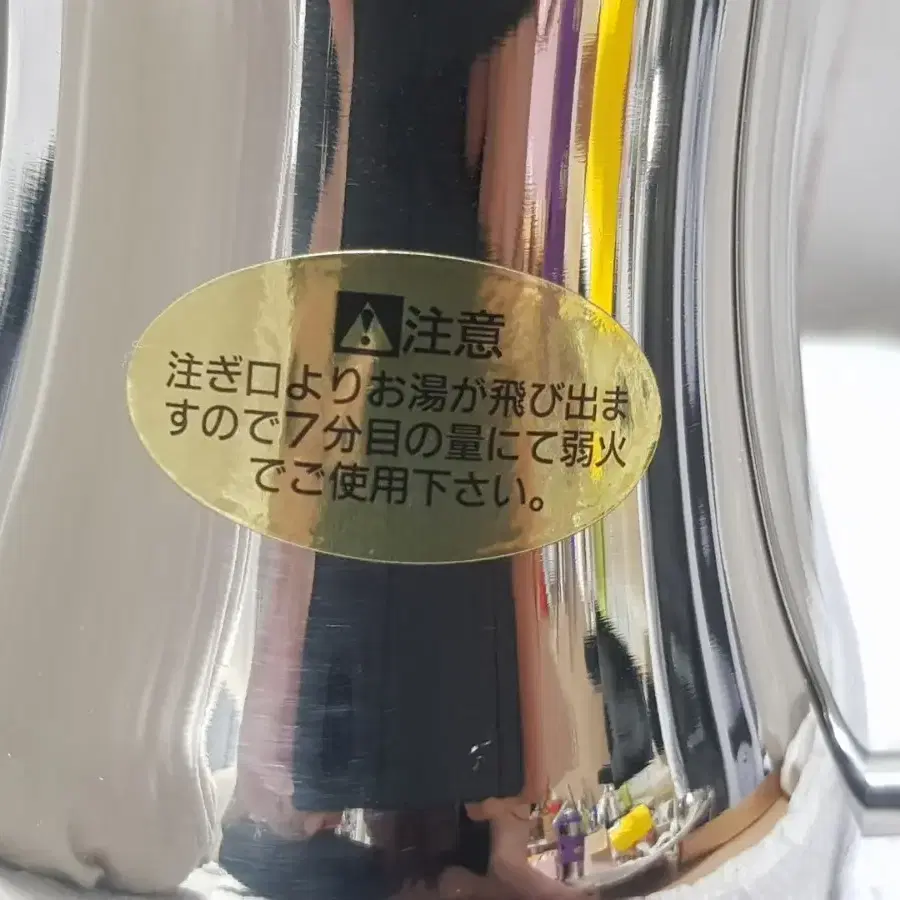 注意
注ぎ口よりお湯が飛び出ま
すので7分目の量にて弱火
でご使用下さい。